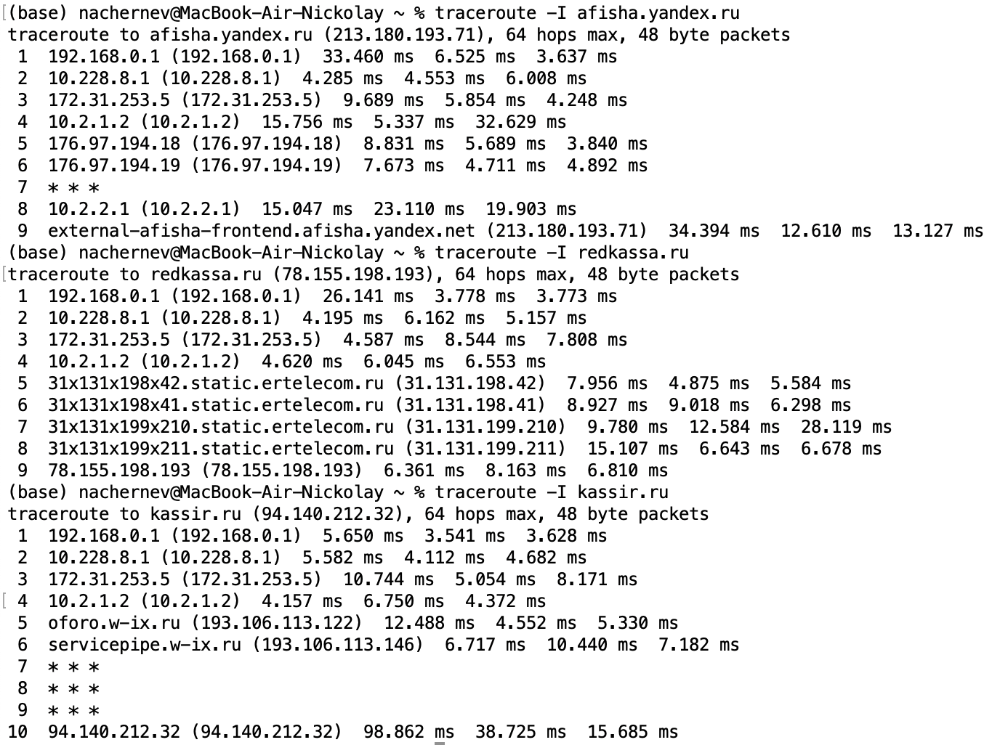 (base) nachernev@MacBook-Air-Nickolay ~ % traceroute -I afisha.yandex.ru
traceroute to afisha.yandex.ru (213.180.193.71), 64 hops max, 48 byte packets
1 192.168.0.1 (192.168.0.1) 33.460 ms 6.525 ms 3.637 ms
2 10.228.8.1 (10.228.8.1) 4.285 ms 4.553 ms 6.008 ms
3 172.31.253.5 (172.31.253.5) 9.689 ms 5.854 ms 4.248 ms
4 10.2.1.2 (10.2.1.2) 15.756 ms 5.337 ms 32.629 ms
5 176.97.194.18 (176.97.194.18) 8.831 ms 5.689 ms 3.840 ms
6 176.97.194.19 (176.97.194.19) 7.673 ms 4.711 ms 4.892 ms
7 * * *
8 10.2.2.1 (10.2.2.1) 15.047 ms 23.110 ms 19.903 ms
9 external-afisha-frontend.afisha.yandex.net (213.180.193.71) 34.394 ms 12.610 ms 13.127 ms
(base) nachernev@MacBook-Air-Nickolay ~ % traceroute -I redkassa.ru
traceroute to redkassa.ru (78.155.198.193), 64 hops max, 48 byte packets
1 192.168.0.1 (192.168.0.1) 26.141 ms 3.778 ms 3.773 ms
2 10.228.8.1 (10.228.8.1) 4.195 ms 6.162 ms 5.157 ms
3 172.31.253.5 (172.31.253.5) 4.587 ms 8.544 ms 7.808 ms
4 10.2.1.2 (10.2.1.2) 4.620 ms 6.045 ms 6.553 ms
5 31x131x198x42.static.ertelecom.ru (31.131.198.42) 7.956 ms 4.875 ms 5.584 ms
6 31x131x198x41.static.ertelecom.ru (31.131.198.41) 8.927 ms 9.018 ms 6.298 ms
7 31x131x199x210.static.ertelecom.ru (31.131.199.210) 9.780 ms 12.584 ms 28.119 ms
8 31x131x199x211.static.ertelecom.ru (31.131.199.211) 15.107 ms 6.643 ms 6.678 ms
9 78.155.198.193 (78.155.198.193) 6.361 ms 8.163 ms 6.810 ms
(base) nachernev@MacBook-Air-Nickolay ~ % traceroute -I kassir.ru
traceroute to kassir.ru (94.140.212.32), 64 hops max, 48 byte packets
1 192.168.0.1 (192.168.0.1) 5.650 ms 3.541 ms 3.628 ms
2 10.228.8.1 (10.228.8.1) 5.582 ms 4.112 ms 4.682 ms
3 172.31.253.5 (172.31.253.5) 10.744 ms 5.054 ms 8.171 ms
4 10.2.1.2 (10.2.1.2) 4.157 ms 6.750 ms 4.372 ms
5 oforo.w-ix.ru (193.106.113.122) 12.488 ms 4.552 ms 5.330 ms
6 servicepipe.w-ix.ru (193.106.113.146) 6.717 ms 10.440 ms 7.182 ms
7 * * *
8 * * *
9 * * *
10 94.140.212.32 (94.140.212.32) 98.862 ms 38.725 ms 15.685 ms